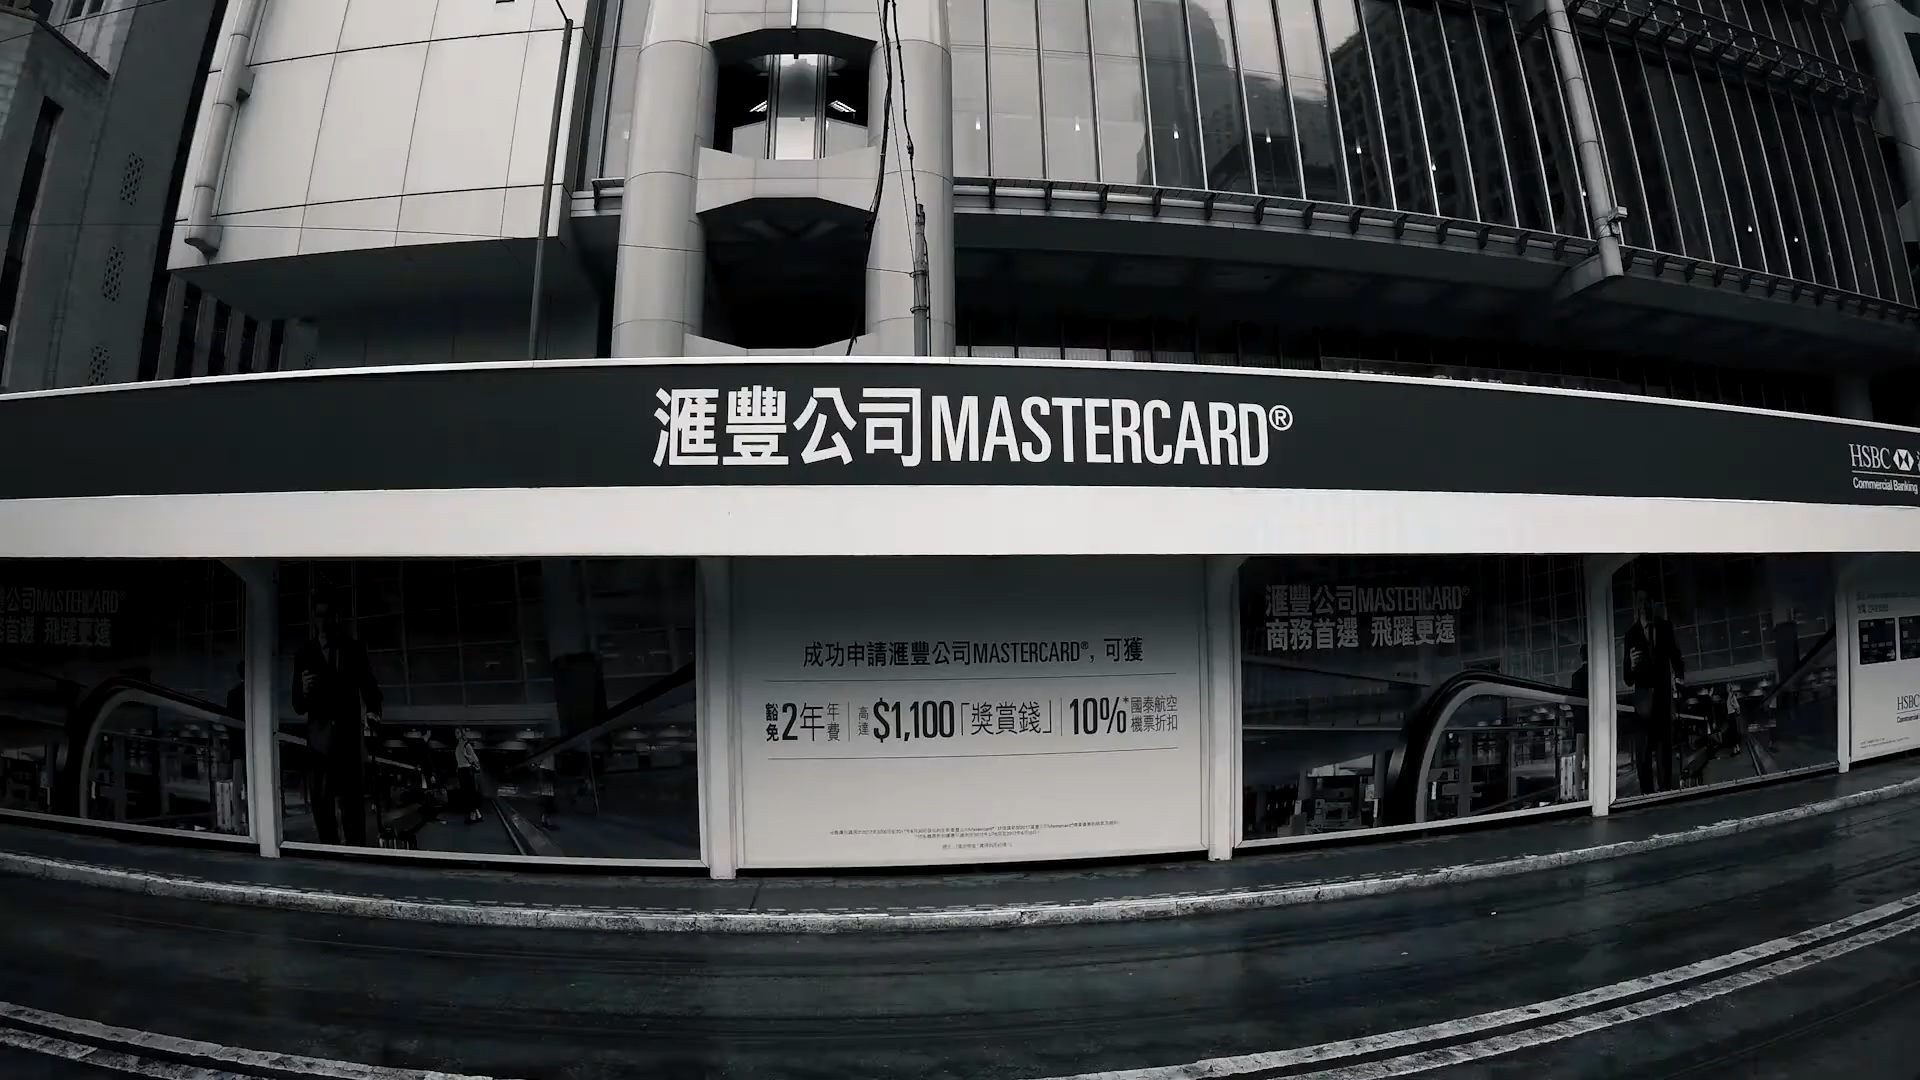 滙豐公司MASTERCARD®
HSBC
Commercial Banking
公司MASTERCARD®
首選 飛躍更遠
成功申請滙豐公司MASTERCARD®, 可獲
豁免2年年費 高達$1,100「獎賞錢」 10%*國泰航空機票折扣
滙豐公司MASTERCARD®
商務首選 飛躍更遠
HSBC